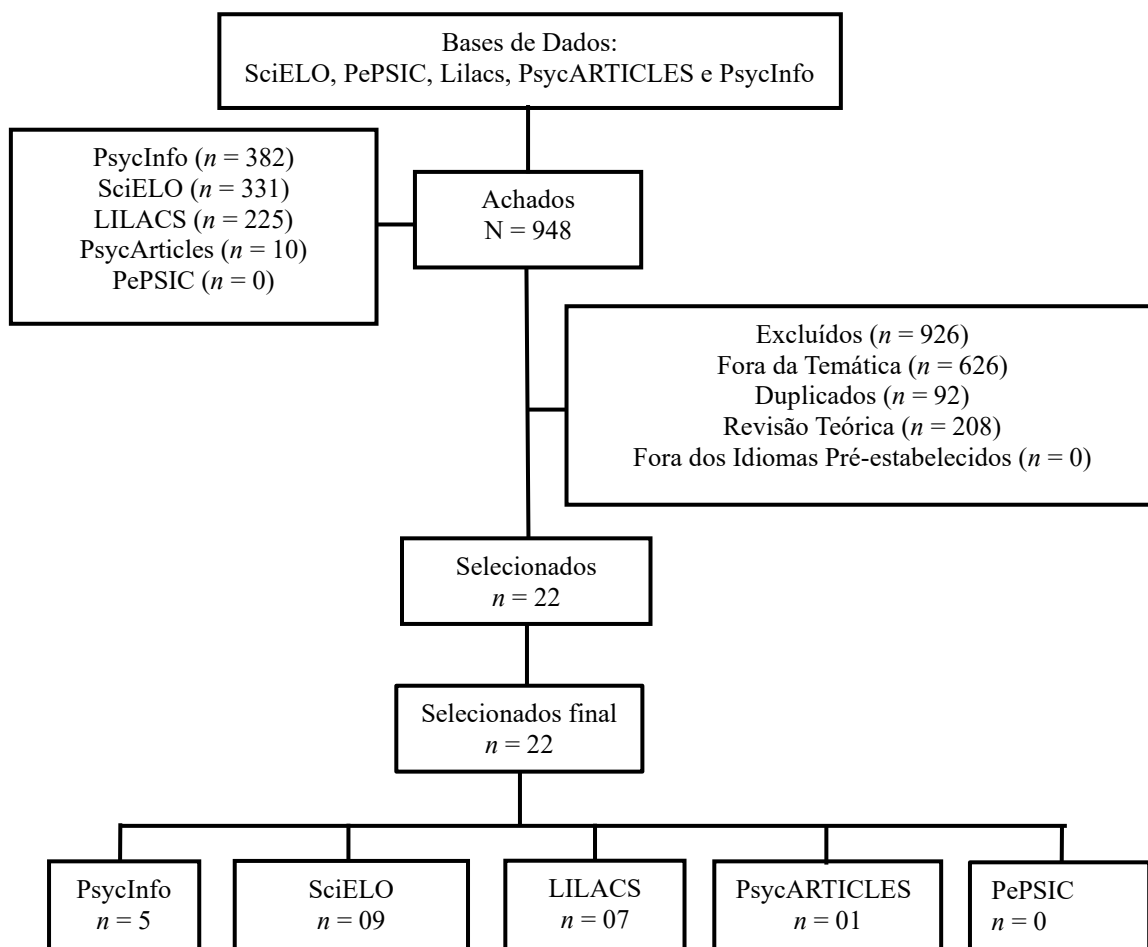 Bases de Dados:
SciELO, PePSIC, Lilacs, PsycARTICLES e PsycInfo
PsycInfo (n = 382)
SciELO (n = 331)
LILACS (n = 225)
PsycArticles (n = 10)
PePSIC (n = 0)
Achados
N = 948
Excluídos (n = 926)
Fora da Temática (n = 626)
Duplicados (n = 92)
Revisão Teórica (n = 208)
Fora dos Idiomas Pré-estabelecidos (n = 0)
Selecionados
n = 22
Selecionados final
n = 22
PsycInfo
n = 5
SciELO
n = 09
LILACS
n = 07
PsycARTICLES
n = 01
PePSIC
n = 0